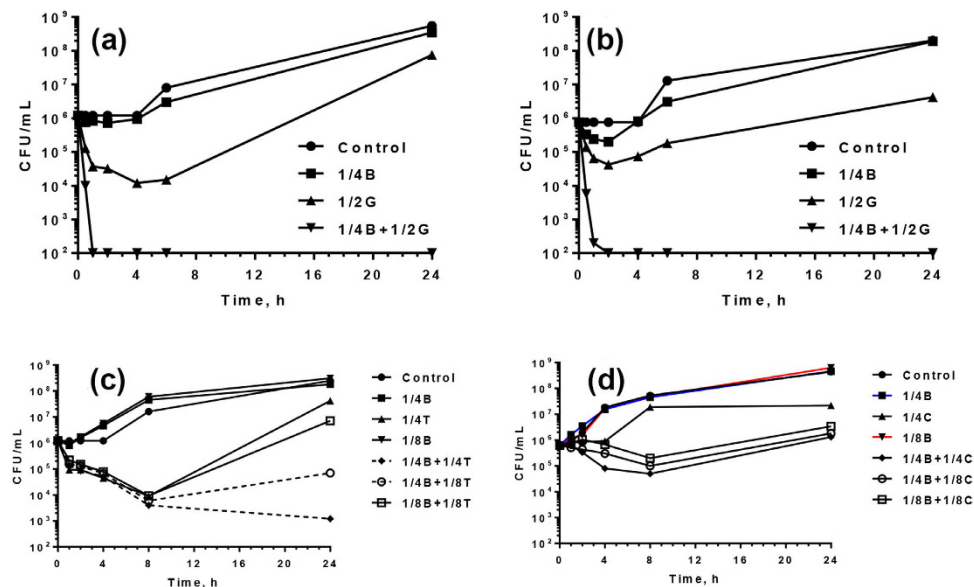 (a)
CFU/mL
10⁹
10⁸
10⁷
10⁶
10⁵
10⁴
10³
10²
0 4 8 12 16 20 24
Time, h
Control
1/4B
1/2G
1/4B+1/2G
(b)
CFU/mL
10⁹
10⁸
10⁷
10⁶
10⁵
10⁴
10³
10²
0 4 8 12 16 20 24
Time, h
Control
1/4B
1/2G
1/4B+1/2G
(c)
CFU/mL
10⁹
10⁸
10⁷
10⁶
10⁵
10⁴
10³
10²
0 4 8 12 16 20 24
Time, h
Control
1/4B
1/4T
1/8B
1/4B+1/4T
1/4B+1/8T
1/8B+1/8T
(d)
CFU/mL
10⁹
10⁸
10⁷
10⁶
10⁵
10⁴
10³
10²
0 4 8 12 16 20 24
Time, h
Control
1/4B
1/4C
1/8B
1/4B+1/4C
1/4B+1/8C
1/8B+1/8C